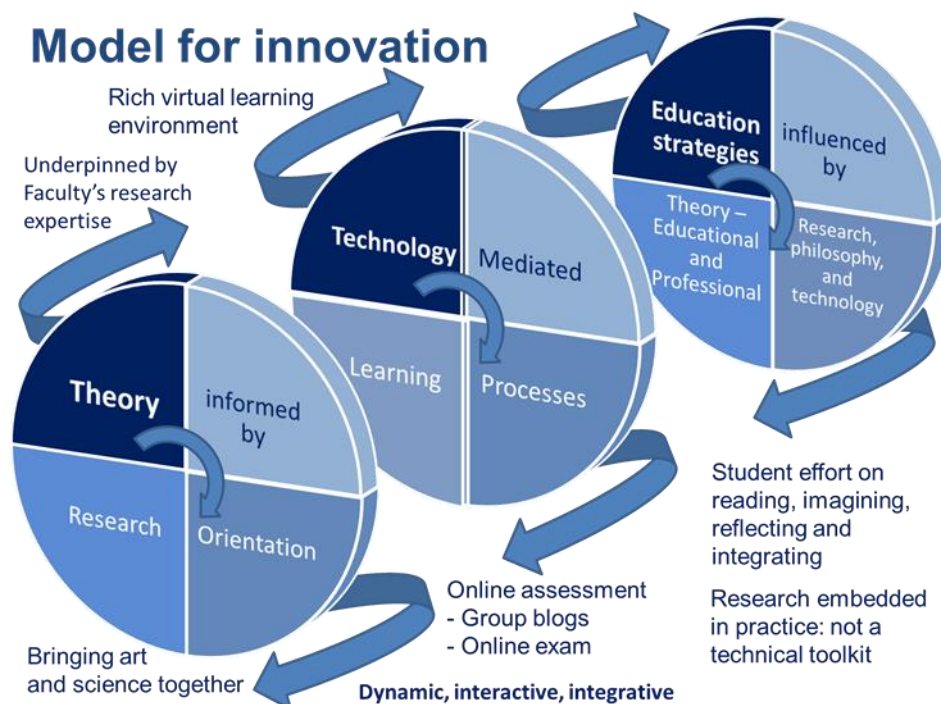 Model for innovation
Rich virtual learning
environment
Underpinned by
Faculty's research
expertise
Theory
informed
by
Research
Orientation
Bringing art
and science together
Technology
Mediated
Learning
Processes
Online assessment
- Group blogs
- Online exam
Education
strategies
influenced
by
Theory –
Educational
and
Professional
Research,
philosophy,
and
technology
Student effort on
reading, imagining,
reflecting and
integrating
Research embedded
in practice: not a
technical toolkit
Dynamic, interactive, integrative